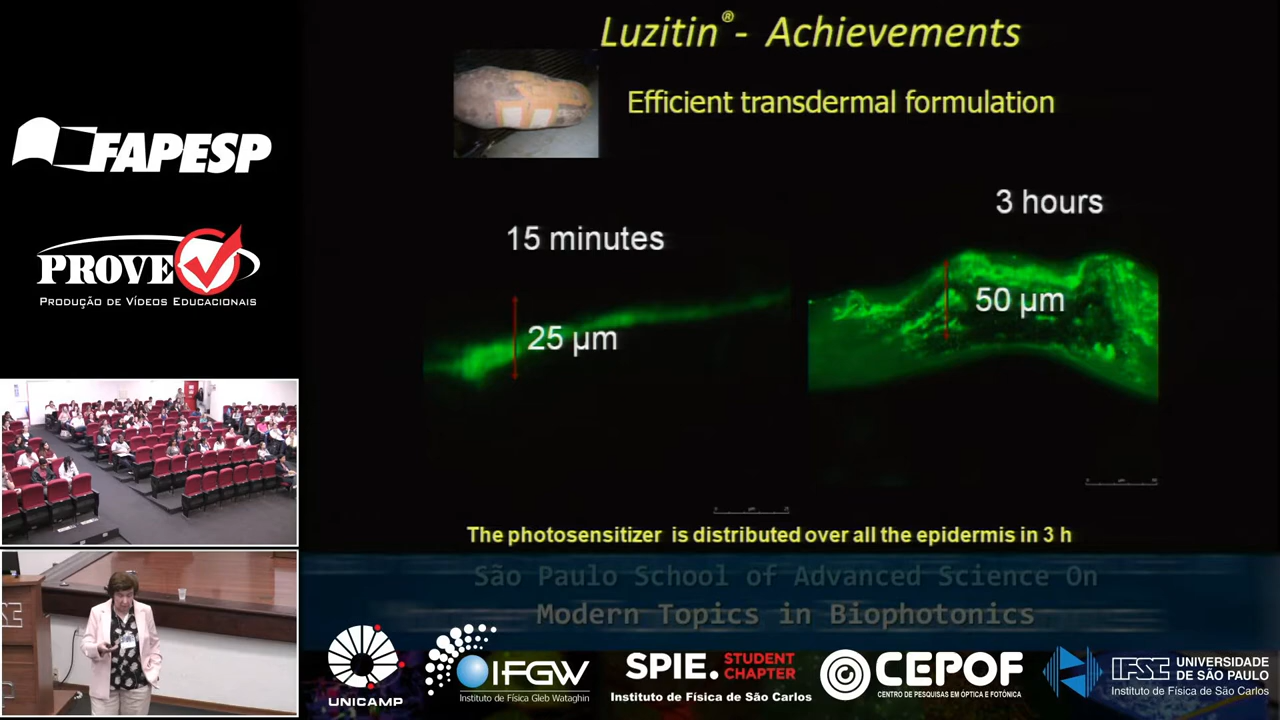 Luzitin®- Achievements
Efficient transdermal formulation
FAPESP
PROVE
PRODUÇÃO DE VÍDEOS EDUCACIONAIS
15 minutes
25 µm
3 hours
50 µm
The photosensitizer is distributed over all the epidermis in 3 h
São Paulo School of Advanced Science On
Modern Topics in Biophotonics
UNICAMP
IFGW
Instituto de Física Gleb Wataghin
SPIE. STUDENT CHAPTER
Instituto de Física de São Carlos
CEPOF
CENTRO DE PESQUISAS EM ÓPTICA E FOTÔNICA
IFSC UNIVERSIDADE DE SÃO PAULO
Instituto de Física de São Carlos